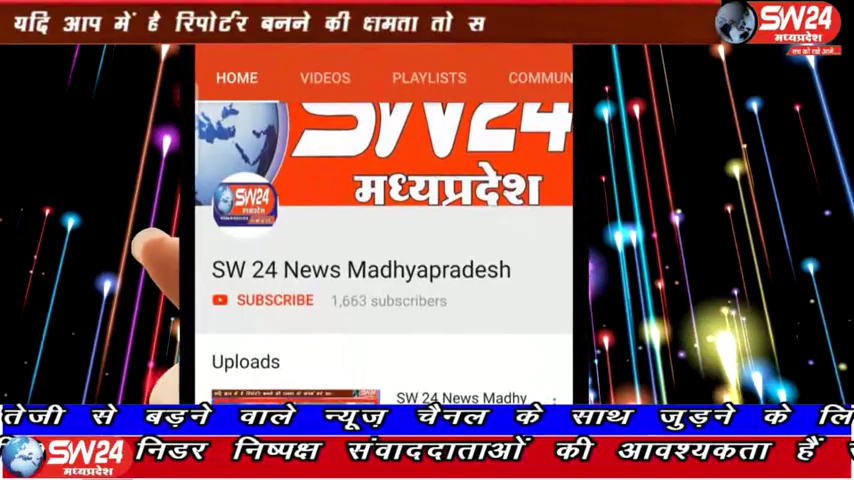 यदि आप में है रिपोर्टर बनने की क्षमता तो स
SW24
मध्यप्रदेश
HOME VIDEOS PLAYLISTS COMMUN
SW24
मध्यप्रदेश
SW24
SW 24 News Madhyapradesh
SUBSCRIBE 1,663 subscribers
Uploads
SW 24 News Madhy
तेजी से बड़ने वाले न्यूज़ चैनल के साथ जुड़ने के लि
निडर निष्पक्ष संवाददाताओं की आवश्यकता हैं
SW24
मध्यप्रदेश